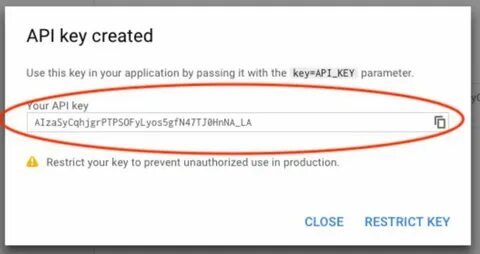 API key created
Use this key in your application by passing it with the key=API_KEY parameter.
Your API key
AIzaSyCqhjgrPTPSOFyLyos5gfN47TJ0HnNA_LA
Restrict your key to prevent unauthorized use in production.
CLOSE RESTRICT KEY